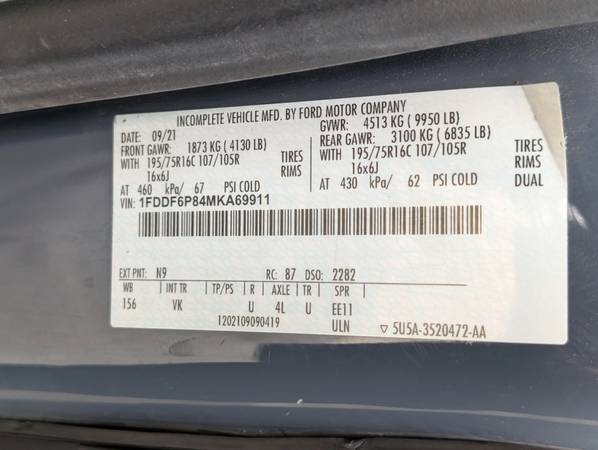 INCOMPLETE VEHICLE MFD. BY FORD MOTOR COMPANY
DATE: 09/21 GVWR: 4513 KG ( 9950 LB)
FRONT GAWR: 1873 KG ( 4130 LB) REAR GAWR: 3100 KG ( 6835 LB)
WITH 195/75R16C 107/105R TIRES WITH 195/75R16C 107/105R TIRES
16x6J RIMS 16x6J RIMS
AT 460 kPa/ 67 PSI COLD AT 430 kPa/ 62 PSI COLD DUAL
VIN: 1FDDF6P84MKA69911
EXT PNT: N9 RC: 87 DSO: 2282
WB INT TR TP/PS R AXLE TR SPR
156 VK U 4L U EE11
1202109090419 ULN ▽ 5U5A-3520472-AA